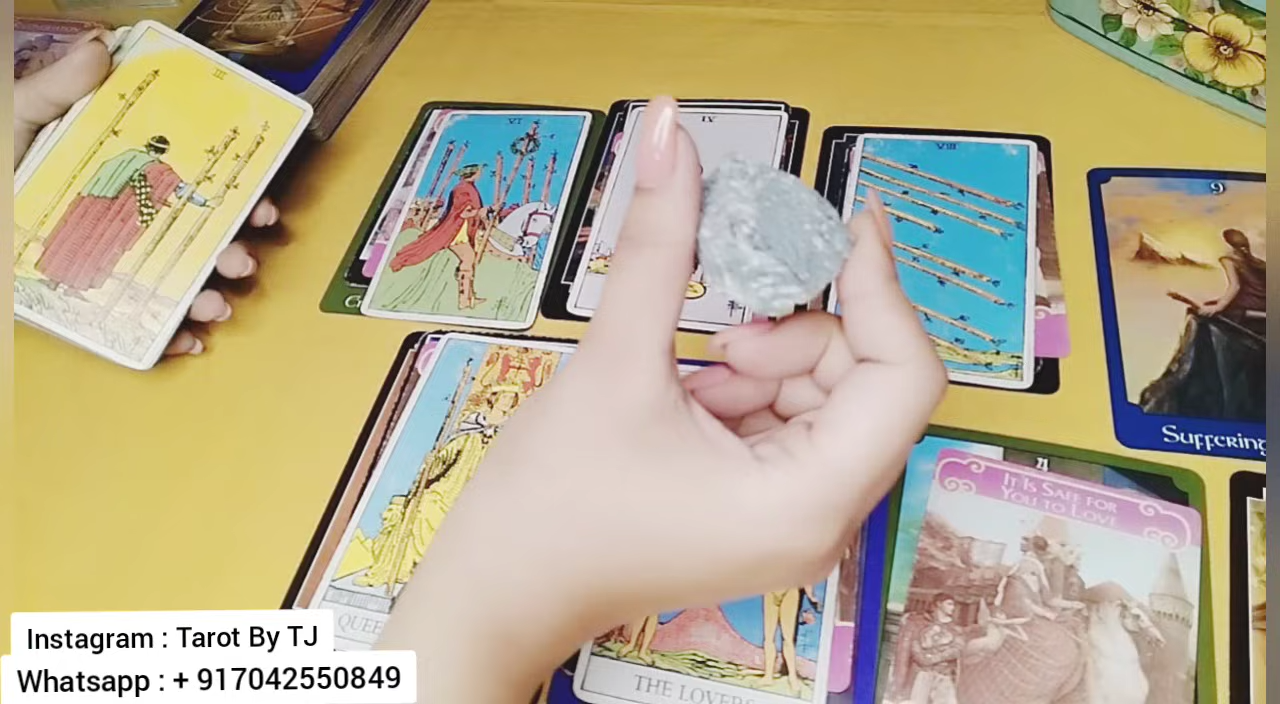 III
VI
IV
VIII
9
Suffering
4
It Is Safe for
You to Love
QUEE
THE LOVERS
Instagram : Tarot By TJ
Whatsapp : + 917042550849